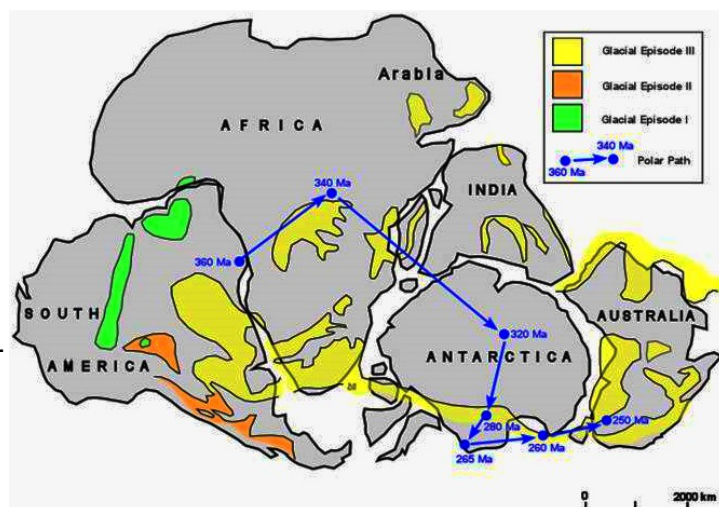 Glacial Episode III
Glacial Episode II
Glacial Episode I
340 Ma
360 Ma
Polar Path
Arabia
AFRICA
INDIA
340 Ma
360 Ma
SOUTH
AMERICA
320 Ma
ANTARCTICA
AUSTRALIA
280 Ma
250 Ma
265 Ma
260 Ma
0 2000 km